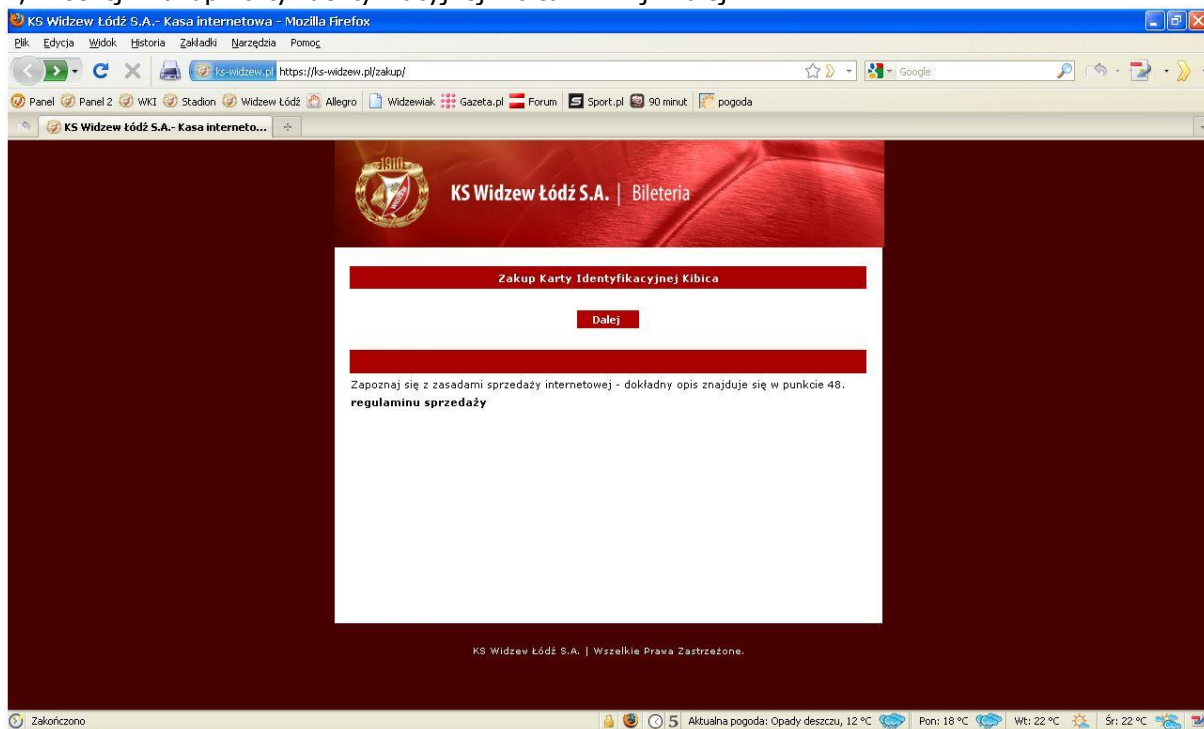 KS Widzew Łódź S.A.- Kasa internetowa - Mozilla Firefox
Plik Edycja Widok Historia Zakładki Narzędzia Pomoc
ks-widzew.pl https://ks-widzew.pl/zakup/ Google
Panel Panel 2 WKI Stadion Widzew Łódź Allegro Widzewiak Gazeta.pl Forum Sport.pl 90 minut pogoda
KS Widzew Łódź S.A.- Kasa interneto...
1910
WIDZEW
KS Widzew Łódź S.A. | Bileteria
Zakup Karty Identyfikacyjnej Kibica
Dalej
Zapoznaj się z zasadami sprzedaży internetowej - dokładny opis znajduje się w punkcie 48.
regulaminu sprzedaży
KS Widzew Łódź S.A. | Wszelkie Prawa Zastrzeżone.
Zakończono 5 Aktualna pogoda: Opady deszczu, 12 °C Pon: 18 °C Wt: 22 °C Śr: 22 °C